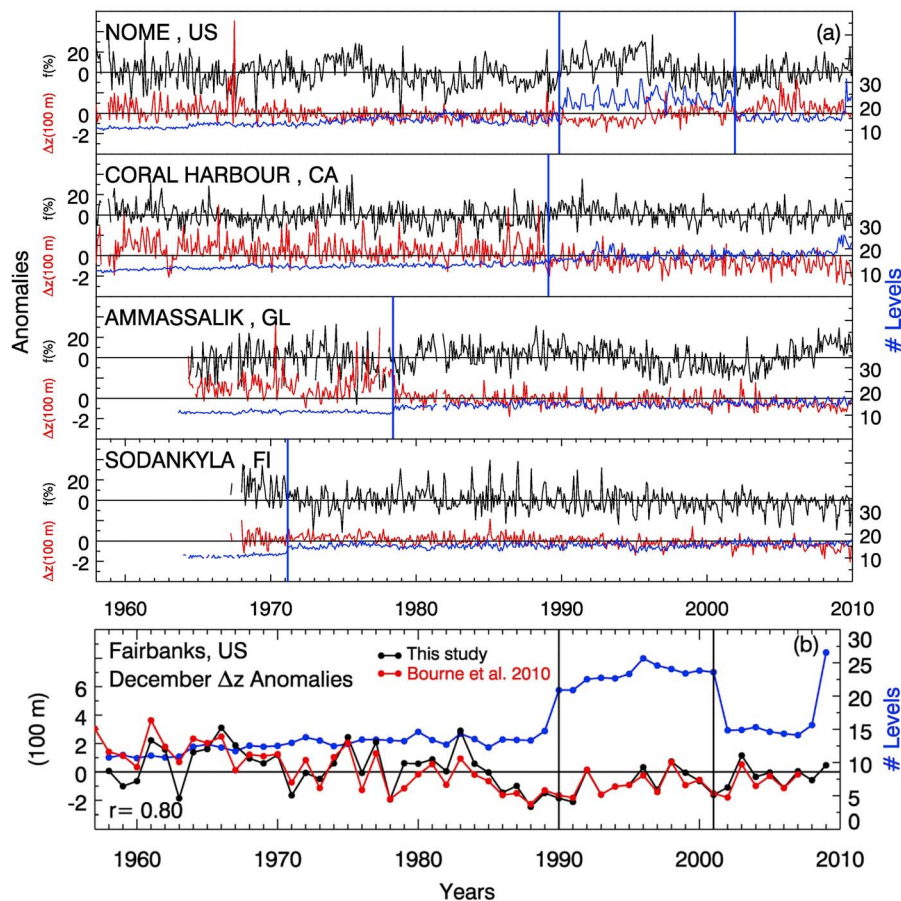 NOME , US
(a)
f(%)
20
0
Δz(100 m)
0
-2
30
20
10
CORAL HARBOUR , CA
f(%)
20
0
Δz(100 m)
0
-2
30
20
10
Anomalies
# Levels
AMMASSALIK , GL
f(%)
20
0
Δz(100 m)
0
-2
30
20
10
SODANKYLA , FI
f(%)
20
0
Δz(100 m)
0
-2
30
20
10
1960 1970 1980 1990 2000 2010
Fairbanks, US
December Δz Anomalies
This study
Bourne et al. 2010
(b)
(100 m)
6
4
2
0
-2
# Levels
30
25
20
15
10
5
0
r= 0.80
1960 1970 1980 1990 2000 2010
Years